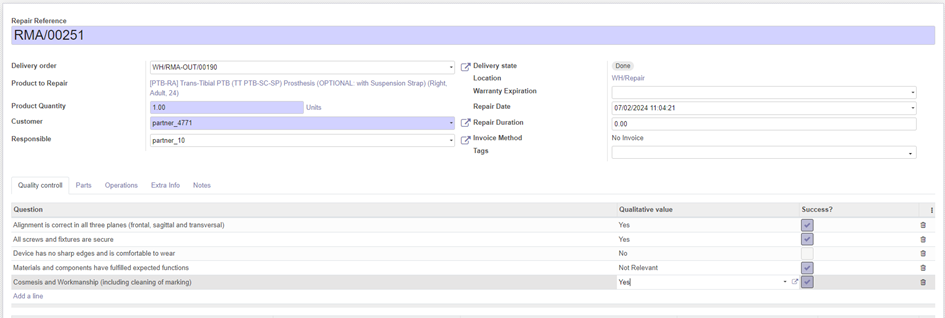 Repair Reference
RMA/00251
Delivery order WH/RMA-OUT/00190
Product to Repair [PTB-RA] Trans-Tibial PTB (TT PTB-SC-SP) Prosthesis (OPTIONAL: with Suspension Strap) (Right,
Adult, 24)
Product Quantity 1.00 Units
Customer partner_4771
Responsible partner_10
Delivery state Done
Location WH/Repair
Warranty Expiration
Repair Date 07/02/2024 11:04:21
Repair Duration 0.00
Invoice Method No Invoice
Tags
Quality controll Parts Operations Extra Info Notes
Question Qualitative value Success?
Alignment is correct in all three planes (frontal, sagittal and transversal) Yes
All screws and fixtures are secure Yes
Device has no sharp edges and is comfortable to wear No
Materials and components have fulfilled expected functions Not Relevant
Cosmesis and Workmanship (including cleaning of marking) Yes
Add a line